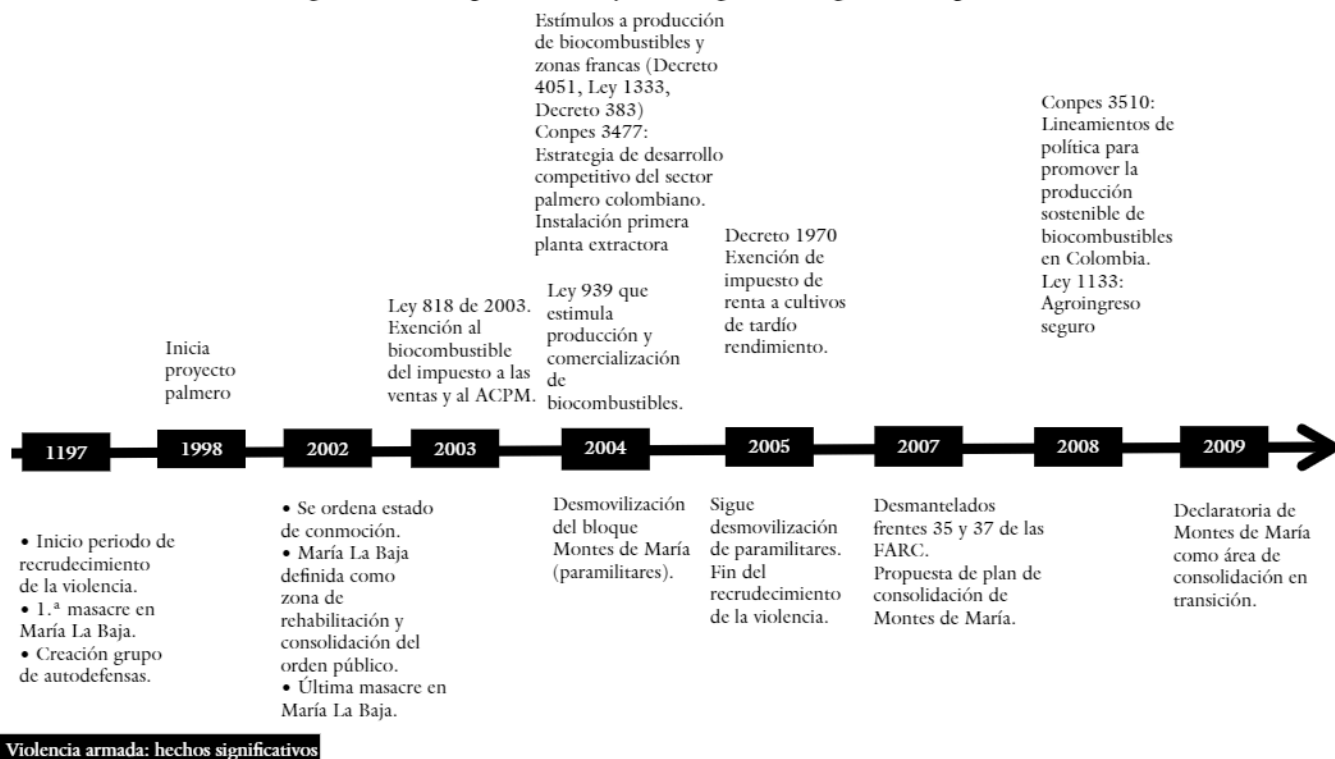 Estímulos a producción
de biocombustibles y
zonas francas (Decreto
4051, Ley 1333,
Decreto 383)
Conpes 3477:
Estrategia de desarrollo
competitivo del sector
palmero colombiano.
Instalación primera
planta extractora
Conpes 3510:
Lineamientos de
política para
promover la
producción
sostenible de
biocombustibles
en Colombia.
Ley 1133:
Agroingreso
seguro
Decreto 1970
Exención de
impuesto de
renta a cultivos
de tardío
rendimiento.
Ley 939 que
estimula
producción y
comercialización
de
biocombustibles.
Ley 818 de 2003.
Exención al
biocombustible
del impuesto a las
ventas y al ACPM.
Inicia
proyecto
palmero
1197
1998
2002
2003
2004
2005
2007
2008
2009
• Inicio periodo de
recrudecimiento
de la violencia.
• 1.ª masacre en
María La Baja.
• Creación grupo
de autodefensas.
• Se ordena estado
de conmoción.
• María La Baja
definida como
zona de
rehabilitación y
consolidación del
orden público.
• Última masacre en
María La Baja.
Desmovilización
del bloque
Montes de María
(paramilitares).
Sigue
desmovilización
de paramilitares.
Fin del
recrudecimiento
de la violencia.
Desmantelados
frentes 35 y 37 de las
FARC.
Propuesta de plan de
consolidación de
Montes de María.
Declaratoria de
Montes de María
como área de
consolidación en
transición.
Violencia armada: hechos significativos